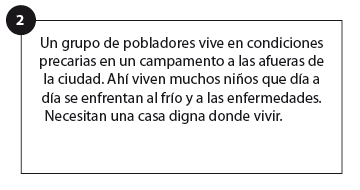 2
Un grupo de pobladores vive en condiciones
precarias en un campamento a las afueras de
la ciudad. Ahí viven muchos niños que día a
día se enfrentan al frío y a las enfermedades.
Necesitan una casa digna donde vivir.